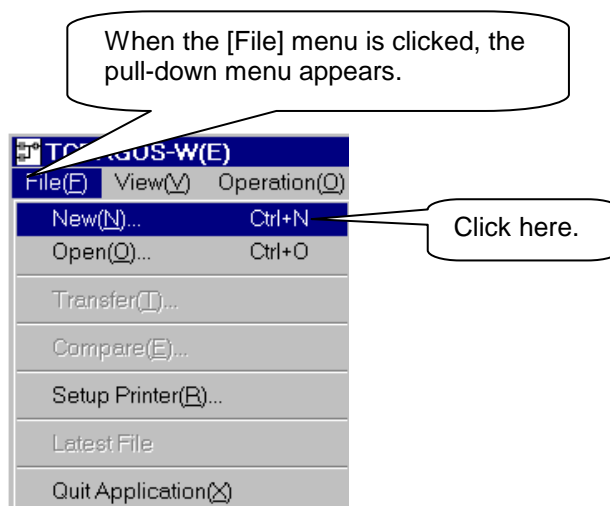 When the [File] menu is clicked, the
pull-down menu appears.
File(F) View(V) Operation(O)
New(N)... Ctrl+N
Click here.
Open(O)... Ctrl+O
Transfer(T)...
Compare(E)...
Setup Printer(R)...
Latest File
Quit Application(X)